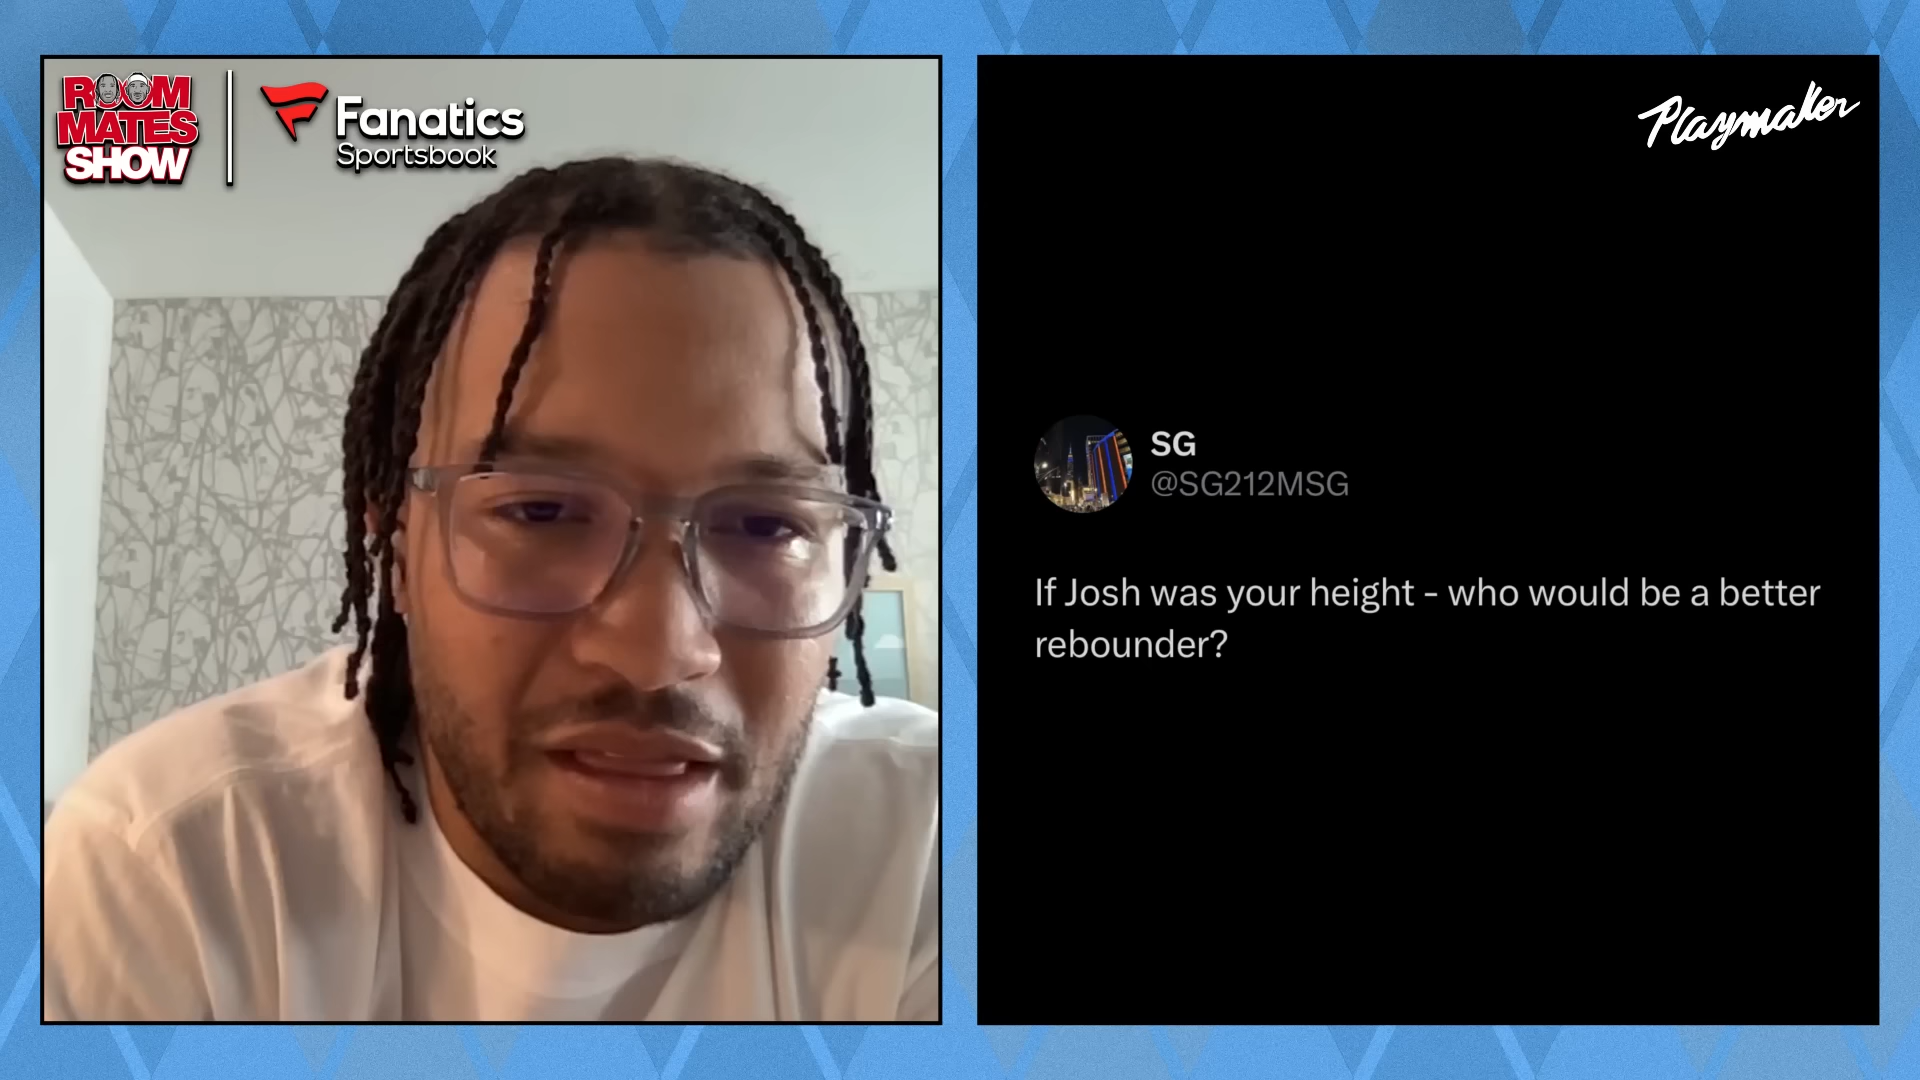 ROOM
MATES
SHOW
Fanatics
Sportsbook
Playmaker
SG
@SG212MSG
If Josh was your height - who would be a better
rebounder?